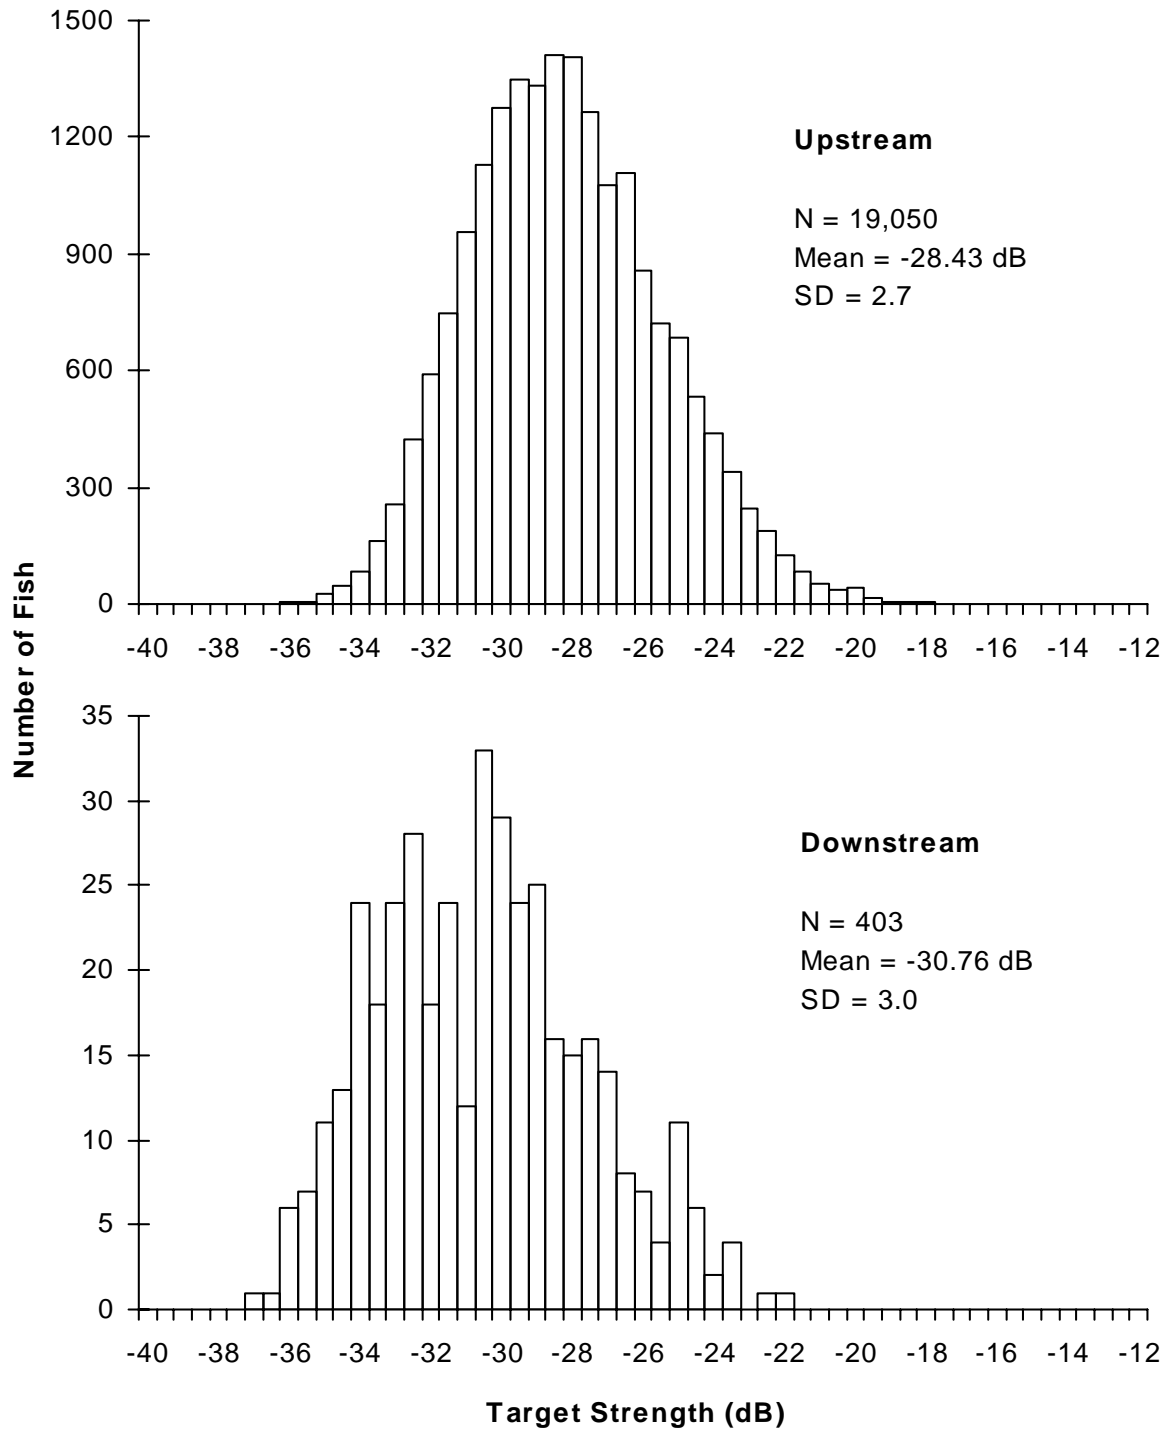 1500
1200
900
600
300
0
Upstream
N = 19,050
Mean = -28.43 dB
SD = 2.7
-40 -38 -36 -34 -32 -30 -28 -26 -24 -22 -20 -18 -16 -14 -12
Number of Fish
35
30
25
20
15
10
5
0
Downstream
N = 403
Mean = -30.76 dB
SD = 3.0
-40 -38 -36 -34 -32 -30 -28 -26 -24 -22 -20 -18 -16 -14 -12
Target Strength (dB)